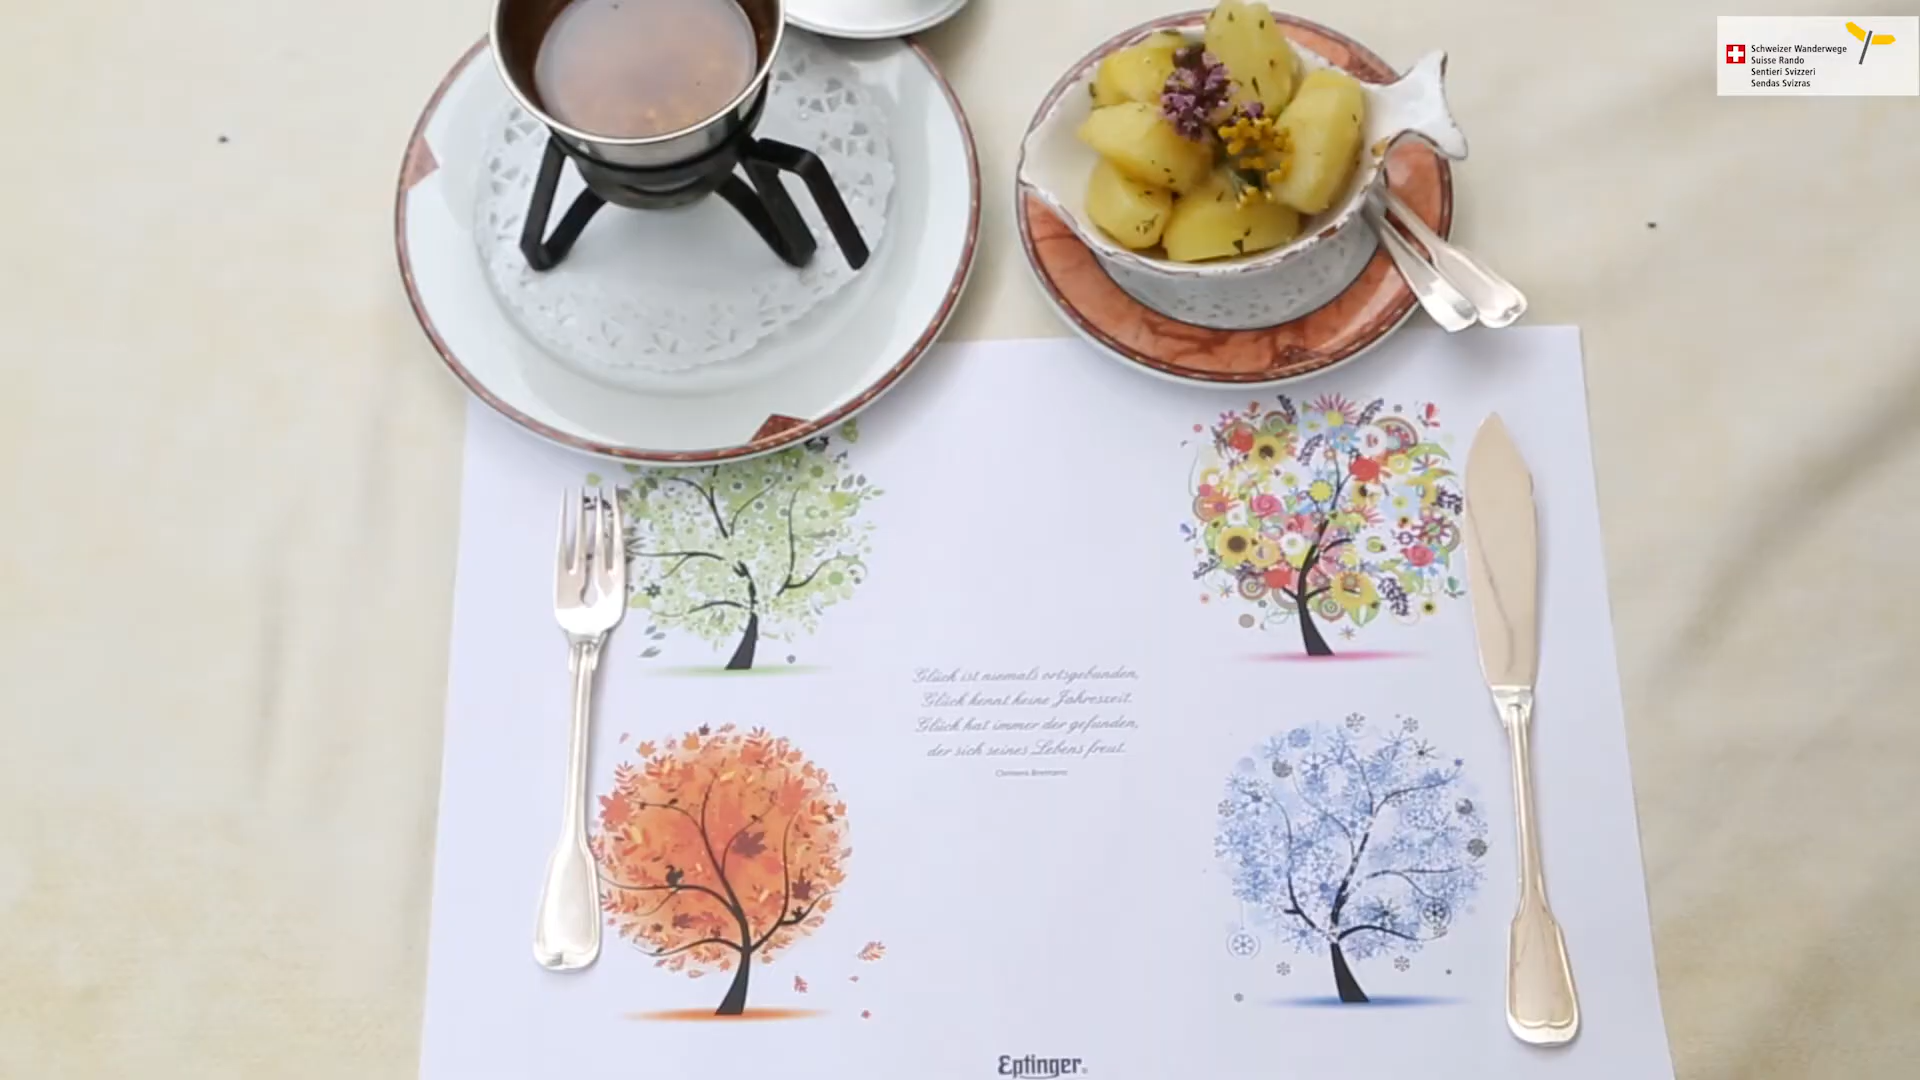 Schweizer Wanderwege
Suisse Rando
Sentieri Svizzeri
Sendas Svizras
Glück ist niemals ortsgebunden,
Glück kennt keine Jahreszeit.
Glück hat immer der gefunden,
der sich seines Lebens freut.
Clemens Brentano
Eptinger